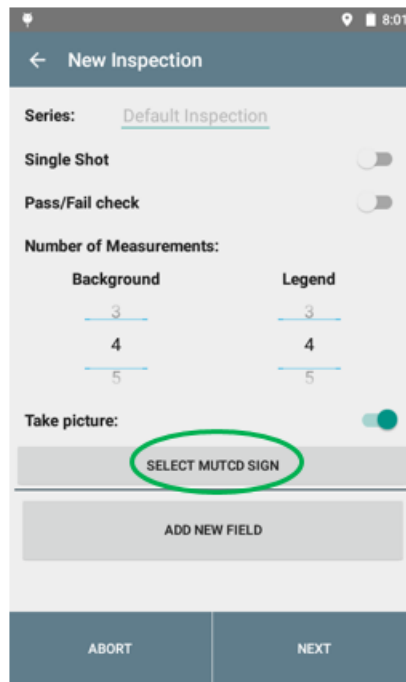 8:01
New Inspection
Series: Default Inspection
Single Shot
Pass/Fail check
Number of Measurements:
Background Legend
3 3
4 4
5 5
Take picture:
SELECT MUTCD SIGN
ADD NEW FIELD
ABORT NEXT